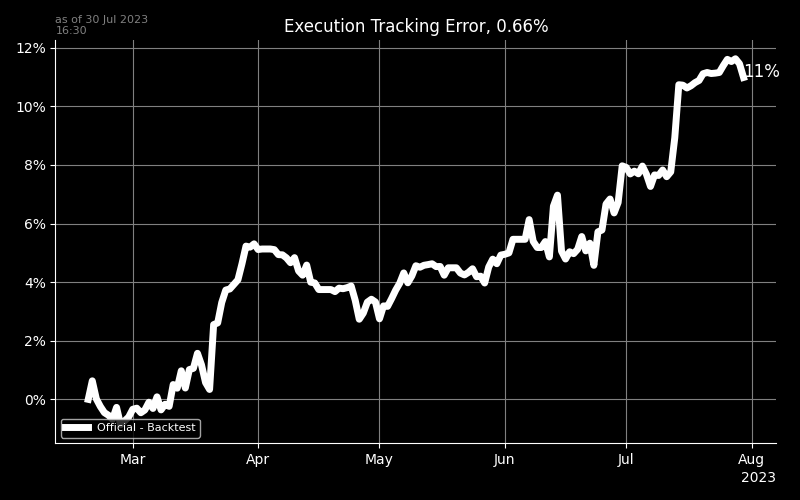 as of 30 Jul 2023
16:30
Execution Tracking Error, 0.66%
12%
10%
8%
6%
4%
2%
0%
11%
Official - Backtest
Mar Apr May Jun Jul Aug
2023